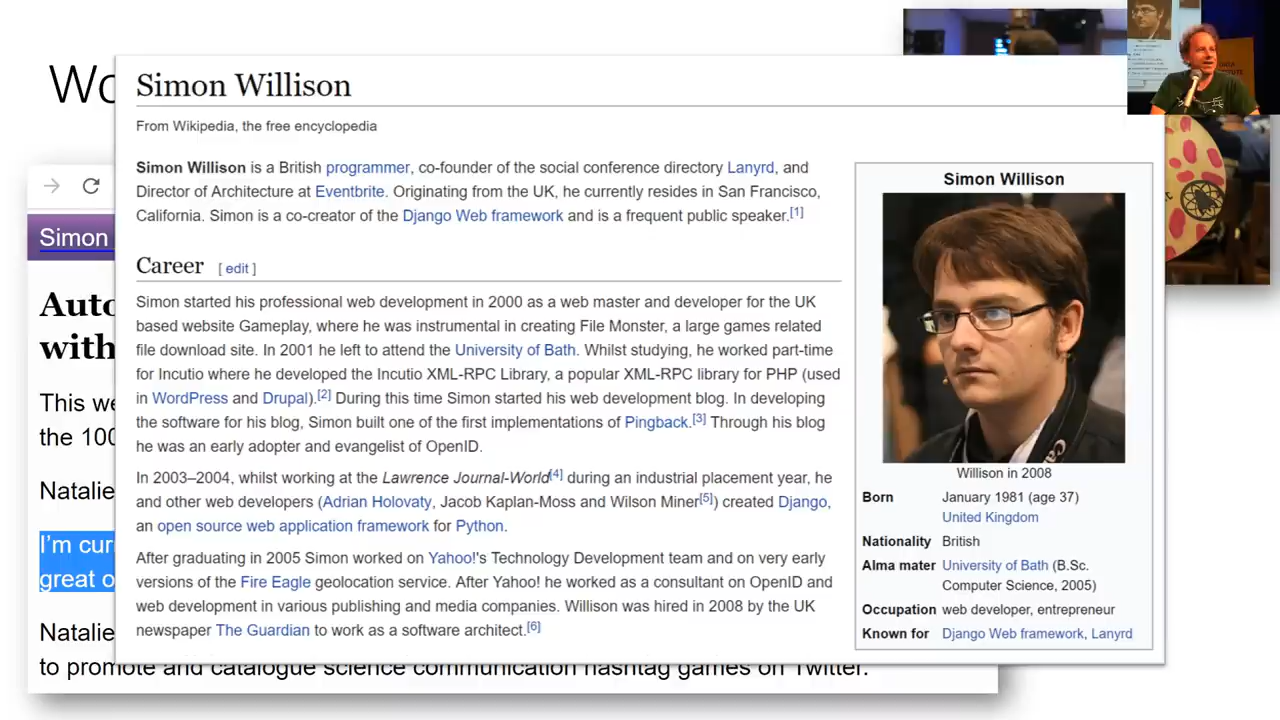 Wo
Simon Willison
From Wikipedia, the free encyclopedia
Simon Willison is a British programmer, co-founder of the social conference directory Lanyrd, and
Director of Architecture at Eventbrite. Originating from the UK, he currently resides in San Francisco,
California. Simon is a co-creator of the Django Web framework and is a frequent public speaker.[1]
Career [ edit ]
Simon started his professional web development in 2000 as a web master and developer for the UK
based website Gameplay, where he was instrumental in creating File Monster, a large games related
file download site. In 2001 he left to attend the University of Bath. Whilst studying, he worked part-time
for Incutio where he developed the Incutio XML-RPC Library, a popular XML-RPC library for PHP (used
in WordPress and Drupal).[2] During this time Simon started his web development blog. In developing
the software for his blog, Simon built one of the first implementations of Pingback.[3] Through his blog
he was an early adopter and evangelist of OpenID.
In 2003–2004, whilst working at the Lawrence Journal-World[4] during an industrial placement year, he
and other web developers (Adrian Holovaty, Jacob Kaplan-Moss and Wilson Miner[5]) created Django,
an open source web application framework for Python.
After graduating in 2005 Simon worked on Yahoo!'s Technology Development team and on very early
versions of the Fire Eagle geolocation service. After Yahoo! he worked as a consultant on OpenID and
web development in various publishing and media companies. Willison was hired in 2008 by the UK
newspaper The Guardian to work as a software architect.[6]
Simon Willison
Willison in 2008
Born January 1981 (age 37)
United Kingdom
Nationality British
Alma mater University of Bath (B.Sc.
Computer Science, 2005)
Occupation web developer, entrepreneur
Known for Django Web framework, Lanyrd
Simon
Auto
with
This we
the 100
Natalie
I'm curr
great o
Natalie
to promote and catalogue science communication hashtag games on Twitter.